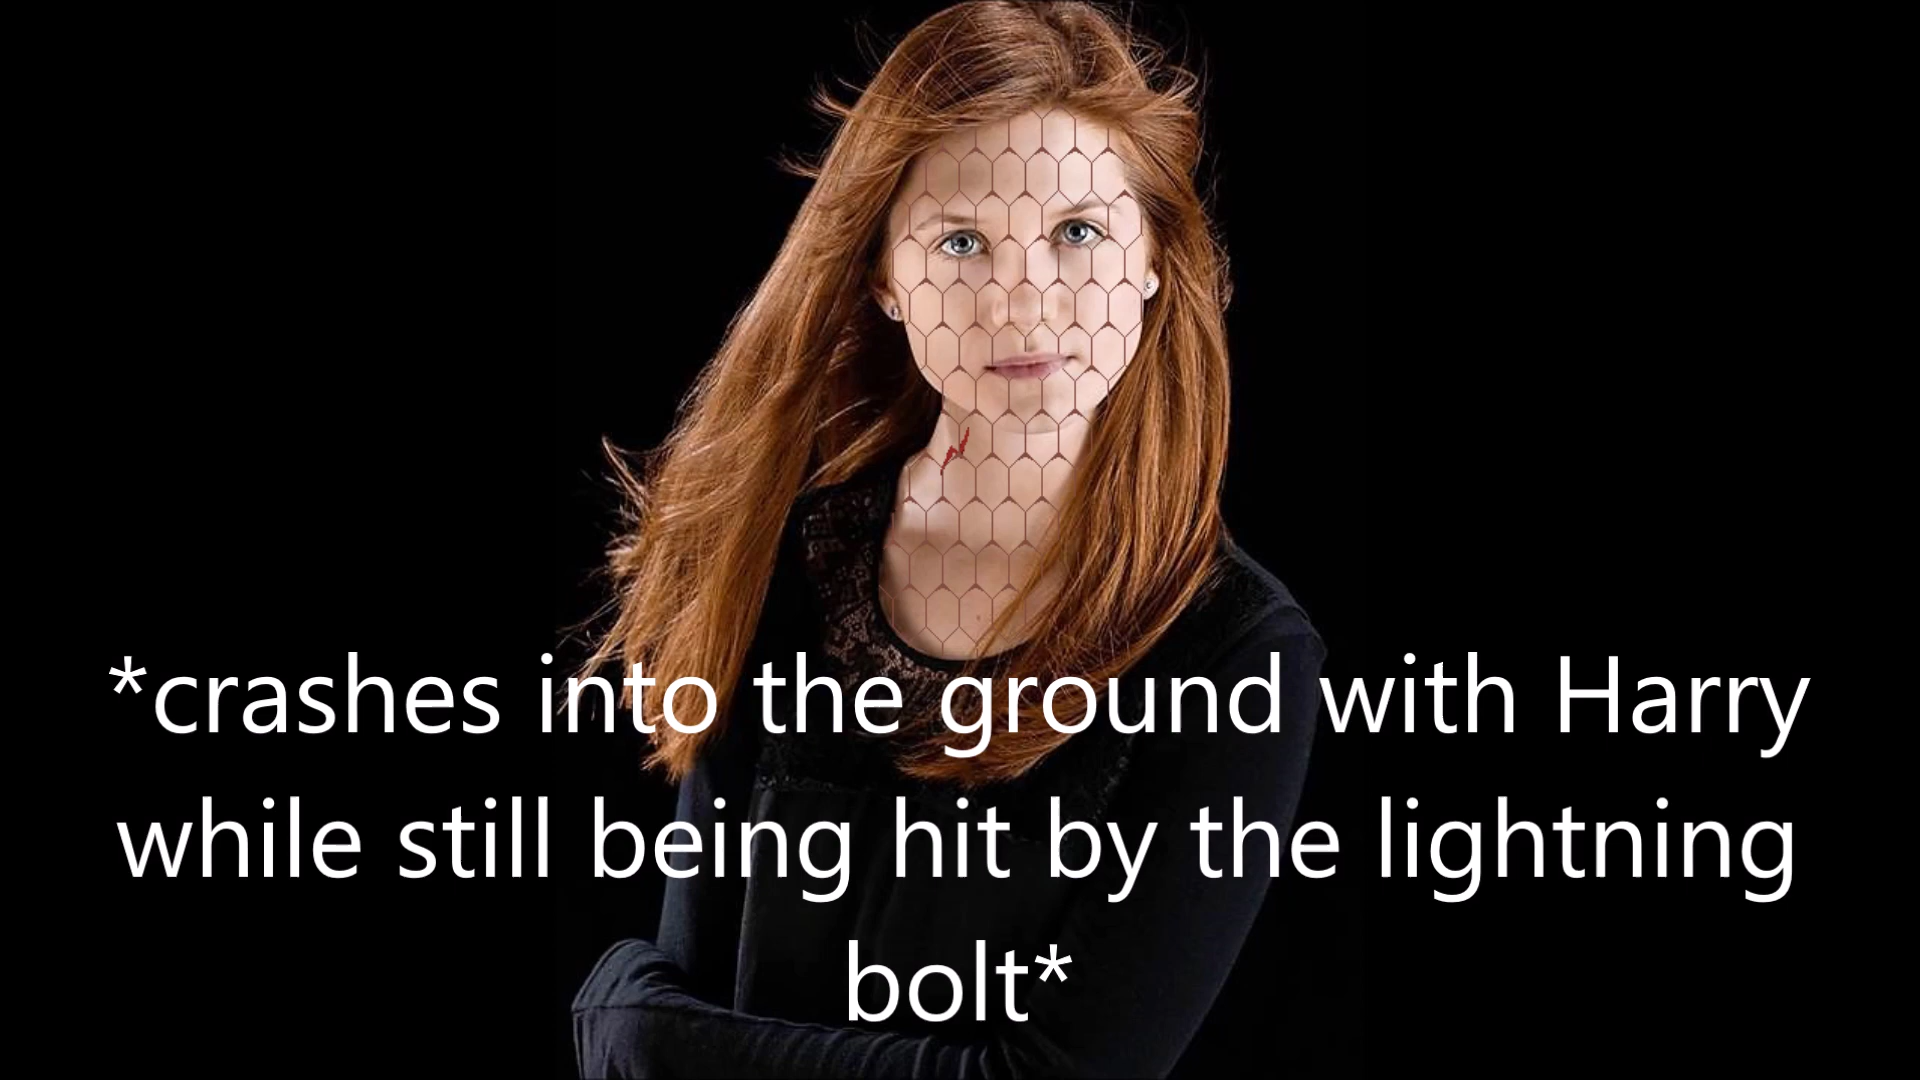 *crashes into the ground with Harry
while still being hit by the lightning
bolt*